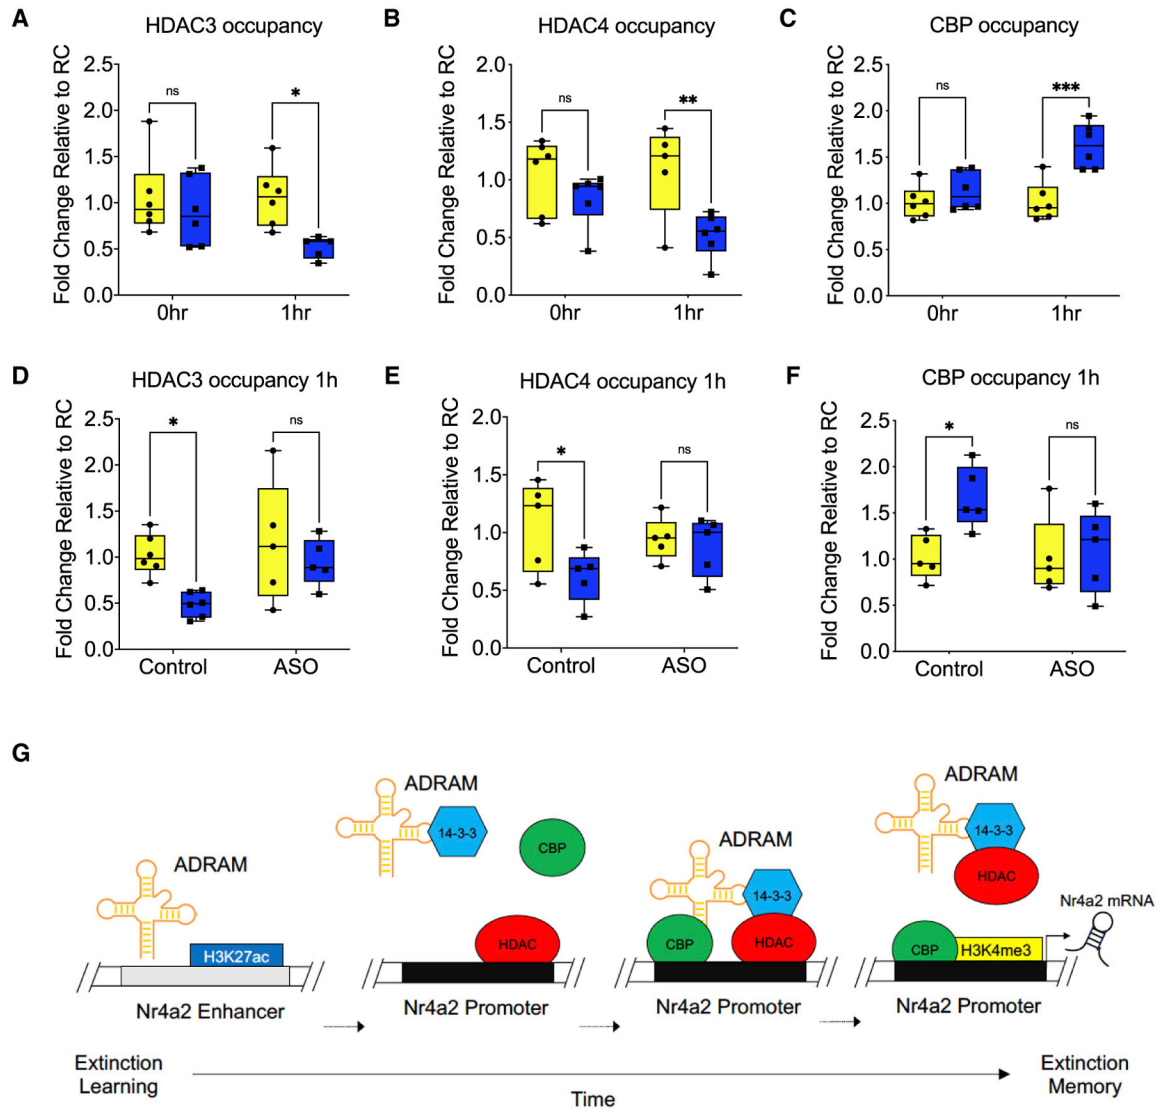 A
HDAC3 occupancy
Fold Change Relative to RC
2.5
2.0
1.5
1.0
0.5
0.0
ns
*
0hr
1hr
B
HDAC4 occupancy
Fold Change Relative to RC
2.0
1.5
1.0
0.5
0.0
ns
**
0hr
1hr
C
CBP occupancy
Fold Change Relative to RC
2.5
2.0
1.5
1.0
0.5
0.0
ns
***
0hr
1hr
D
HDAC3 occupancy 1h
Fold Change Relative to RC
2.5
2.0
1.5
1.0
0.5
0.0
*
ns
Control
ASO
E
HDAC4 occupancy 1h
Fold Change Relative to RC
2.0
1.5
1.0
0.5
0.0
*
ns
Control
ASO
F
CBP occupancy 1h
Fold Change Relative to RC
2.5
2.0
1.5
1.0
0.5
0.0
*
ns
Control
ASO
G
ADRAM
H3K27ac
Nr4a2 Enhancer
ADRAM
14-3-3
CBP
HDAC
Nr4a2 Promoter
ADRAM
14-3-3
CBP
HDAC
Nr4a2 Promoter
ADRAM
14-3-3
HDAC
Nr4a2 mRNA
CBP
H3K4me3
Nr4a2 Promoter
Extinction
Learning
Time
Extinction
Memory